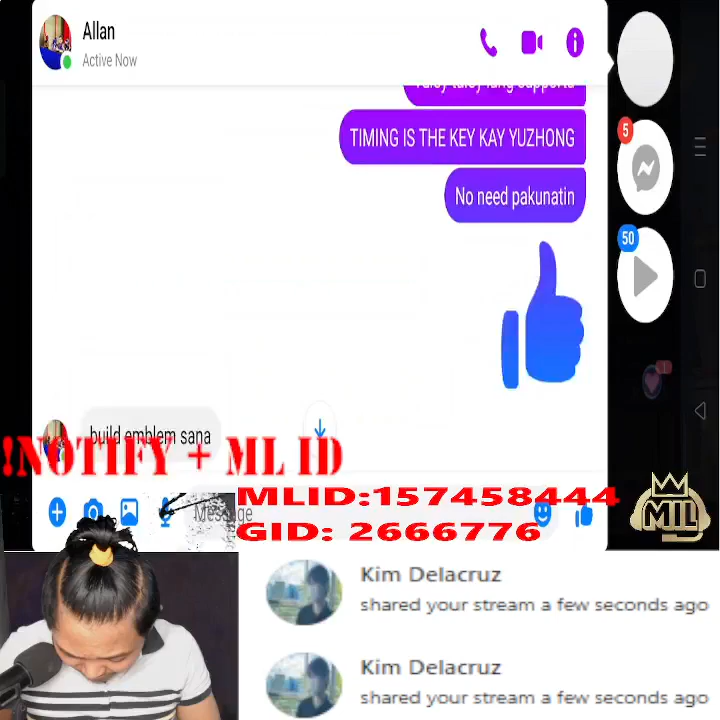 Allan
Active Now
TIMING IS THE KEY KAY YUZHONG
No need pakunatin
5
50
1
build emblem sana
!NOTIFY + ML ID
Message
MLID:157458444
GID: 2666776
MIL
Kim Delacruz
shared your stream a few seconds ago
Kim Delacruz
shared your stream a few seconds ago